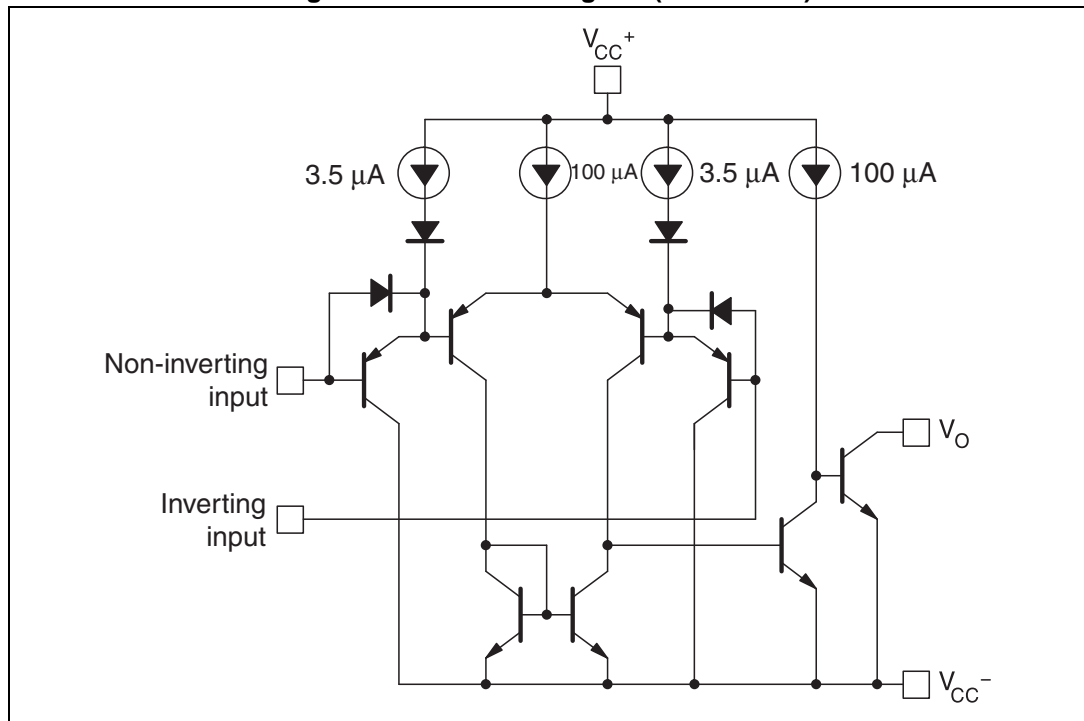 V_CC^+
3.5 μA
100 μA
3.5 μA
100 μA
Non-inverting
input
V_O
Inverting
input
V_CC^-